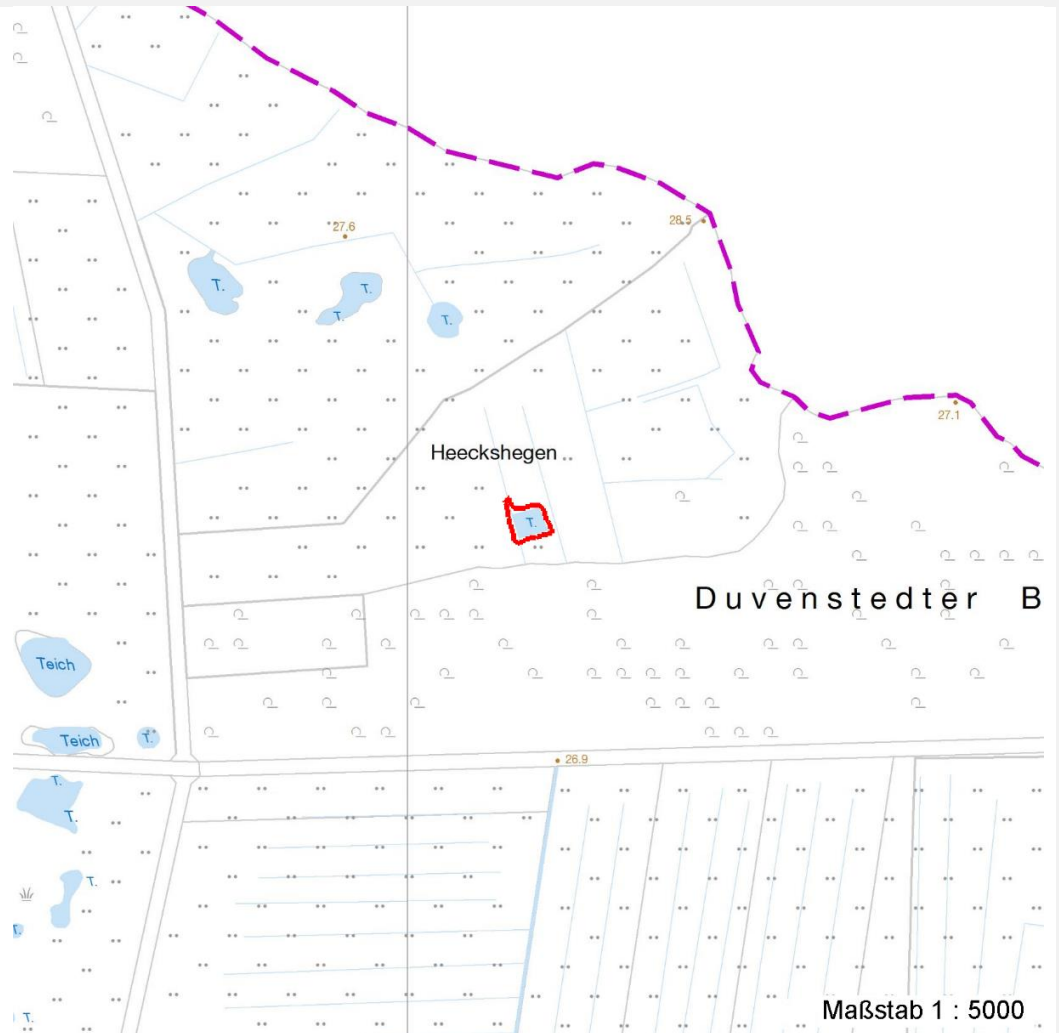 28.5
27.6
T.
T.
T.
T.
27.1
Heeckshegen
T.
Duvenstedter B
Teich
Teich
T.
26.9
T.
T.
T.
T.
T.
Maßstab 1 : 5000